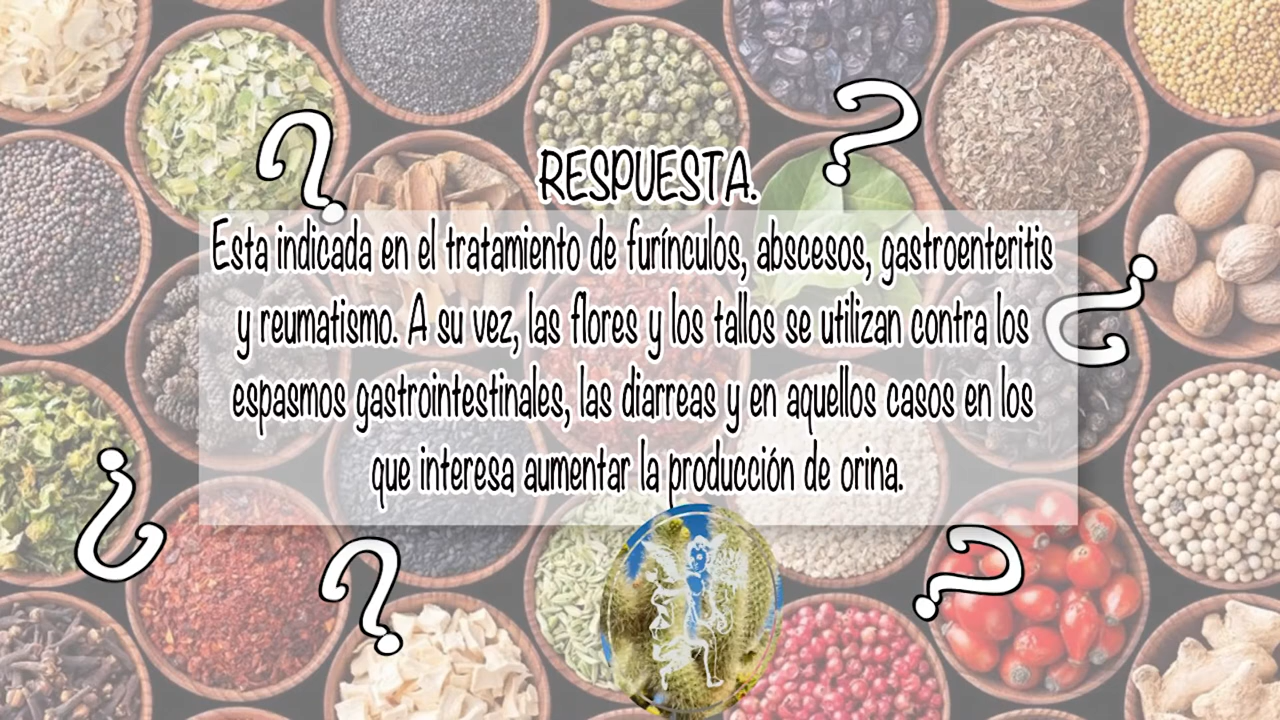 RESPUESTA.
Esta indicada en el tratamiento de furínculos, abscesos, gastroenteritis
y reumatismo. A su vez, las flores y los tallos se utilizan contra los
espasmos gastrointestinales, las diarreas y en aquellos casos en los
que interesa aumentar la producción de orina.